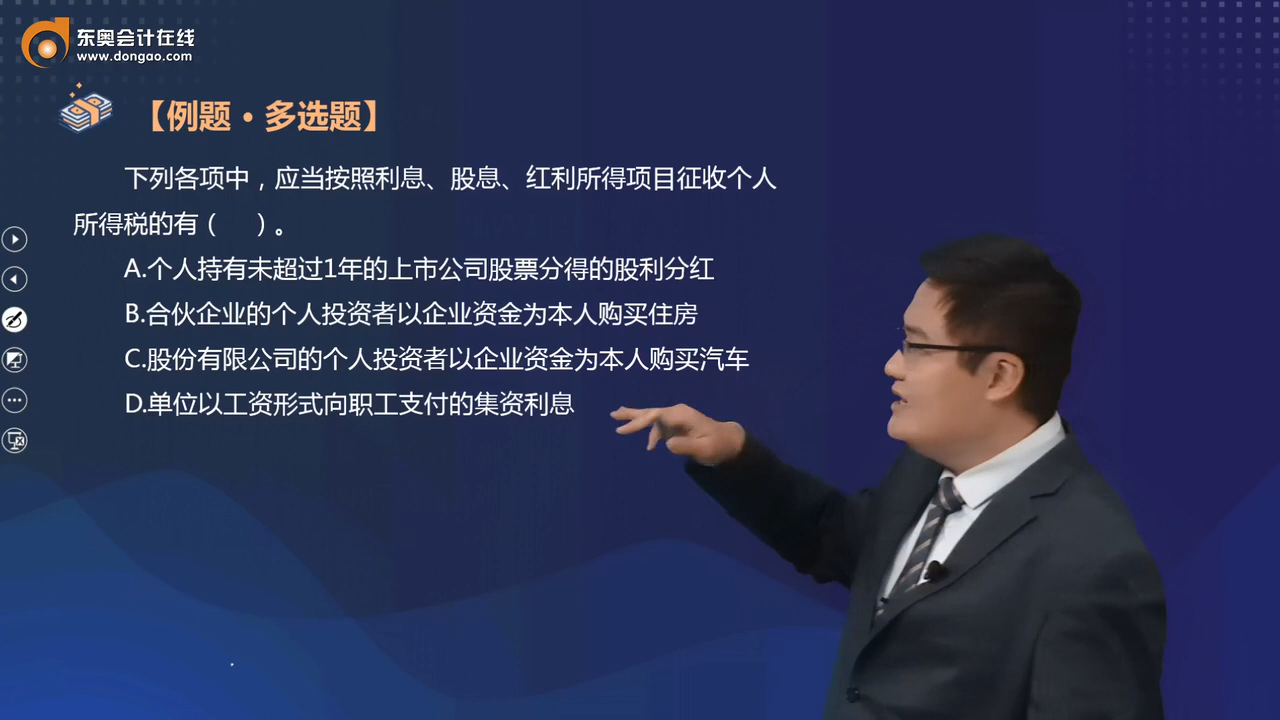 东奥会计在线
www.dongao.com
【例题·多选题】
下列各项中，应当按照利息、股息、红利所得项目征收个人
所得税的有（ ）。
A.个人持有未超过1年的上市公司股票分得的股利分红
B.合伙企业的个人投资者以企业资金为本人购买住房
C.股份有限公司的个人投资者以企业资金为本人购买汽车
D.单位以工资形式向职工支付的集资利息